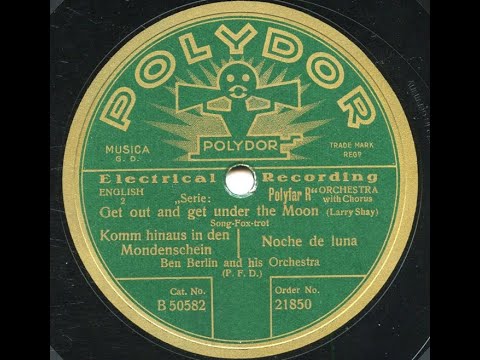 POLYDOR
POLYDOR
MUSICA
G. D.
TRADE MARK
REGD
Electrical Recording
ENGLISH
2
„Serie: Polyfar R" ORCHESTRA
with Chorus
Get out and get under the Moon (Larry Shay)
Song-Fox-trot
Komm hinaus in den
Mondenschein
Noche de luna
Ben Berlin and his Orchestra
(P. F. D.)
Cat. No.
B 50582
Order No.
21850